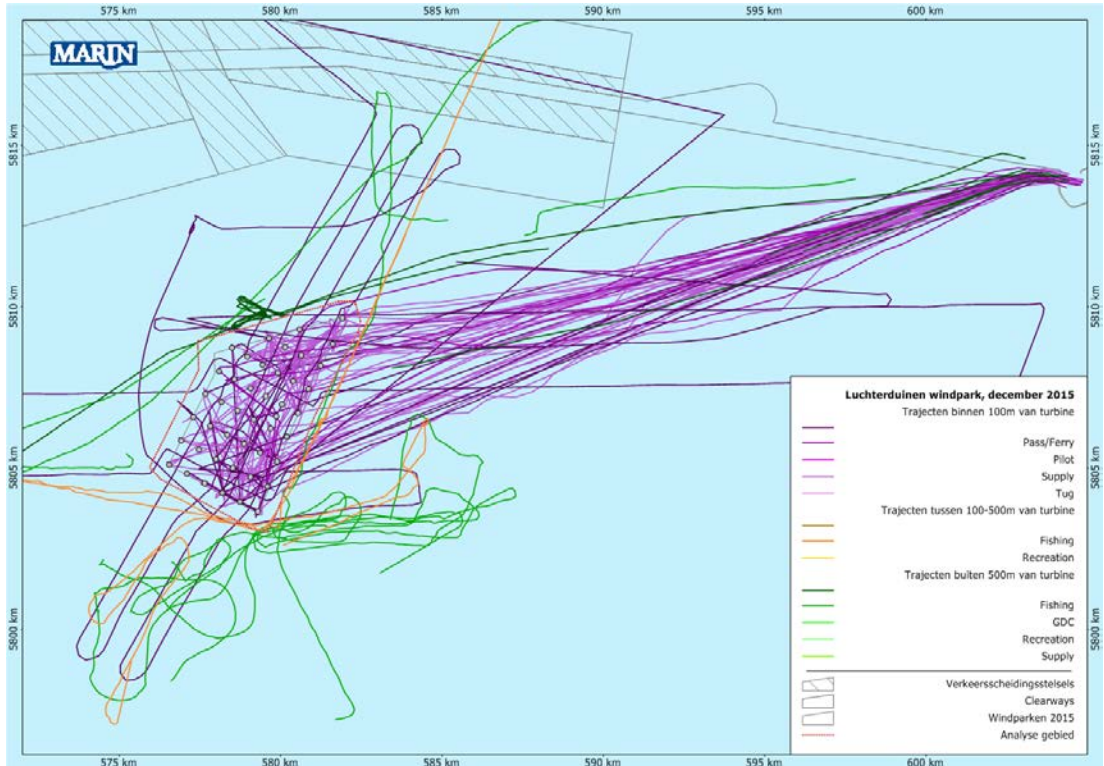 575 km 580 km 585 km 590 km 595 km 600 km
MARIN
5815 km 5815 km
5810 km 5810 km
5805 km 5805 km
5800 km 5800 km
Luchterduinen windpark, december 2015
Trajecten binnen 100m van turbine
Pass/Ferry
Pilot
Supply
Tug
Trajecten tussen 100-500m van turbine
Fishing
Recreation
Trajecten buiten 500m van turbine
Fishing
GDC
Recreation
Supply
Verkeersscheidingsstelsels
Clearways
Windparken 2015
Analyse gebied
575 km 580 km 585 km 590 km 595 km 600 km